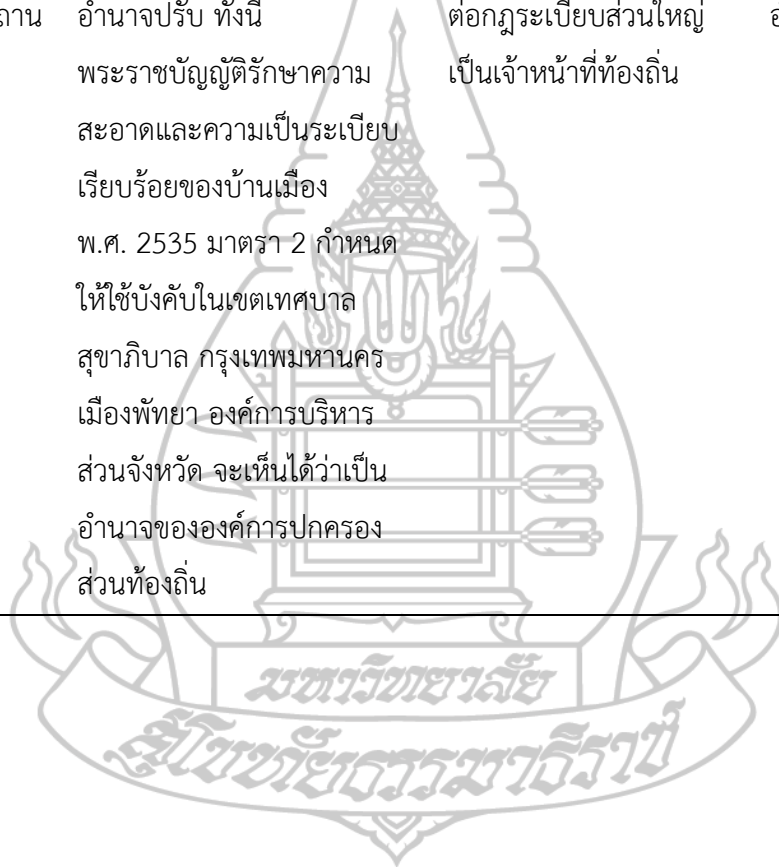 ถาน อำนาจปรับ ทั้งนี้ ต่อกฎระเบียบส่วนใหญ่
พระราชบัญญัติรักษาความ เป็นเจ้าหน้าที่ท้องถิ่น
สะอาดและความเป็นระเบียบ
เรียบร้อยของบ้านเมือง
พ.ศ. 2535 มาตรา 2 กำหนด
ให้ใช้บังคับในเขตเทศบาล
สุขาภิบาล กรุงเทพมหานคร
เมืองพัทยา องค์การบริหาร
ส่วนจังหวัด จะเห็นได้ว่าเป็น
อำนาจขององค์การปกครอง
ส่วนท้องถิ่น
มหาวิทยาลัย
สุโขทัยธรรมาธิราช